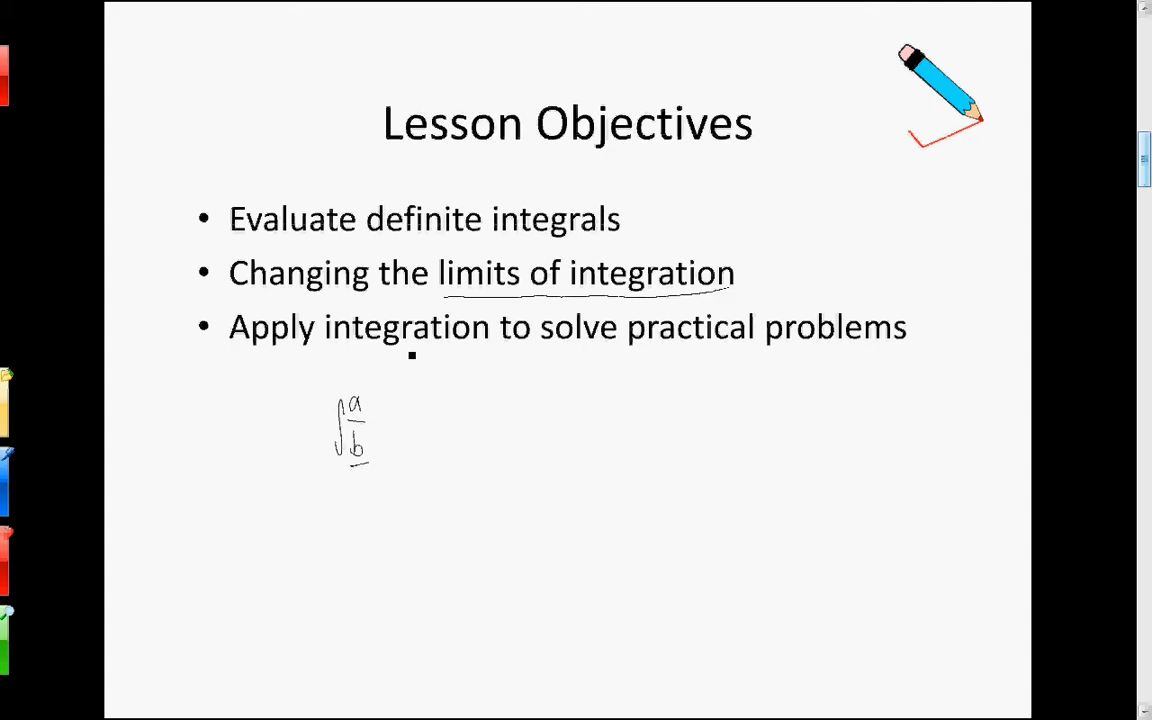 Lesson Objectives
• Evaluate definite integrals
• Changing the limits of integration
• Apply integration to solve practical problems
∫ a
b